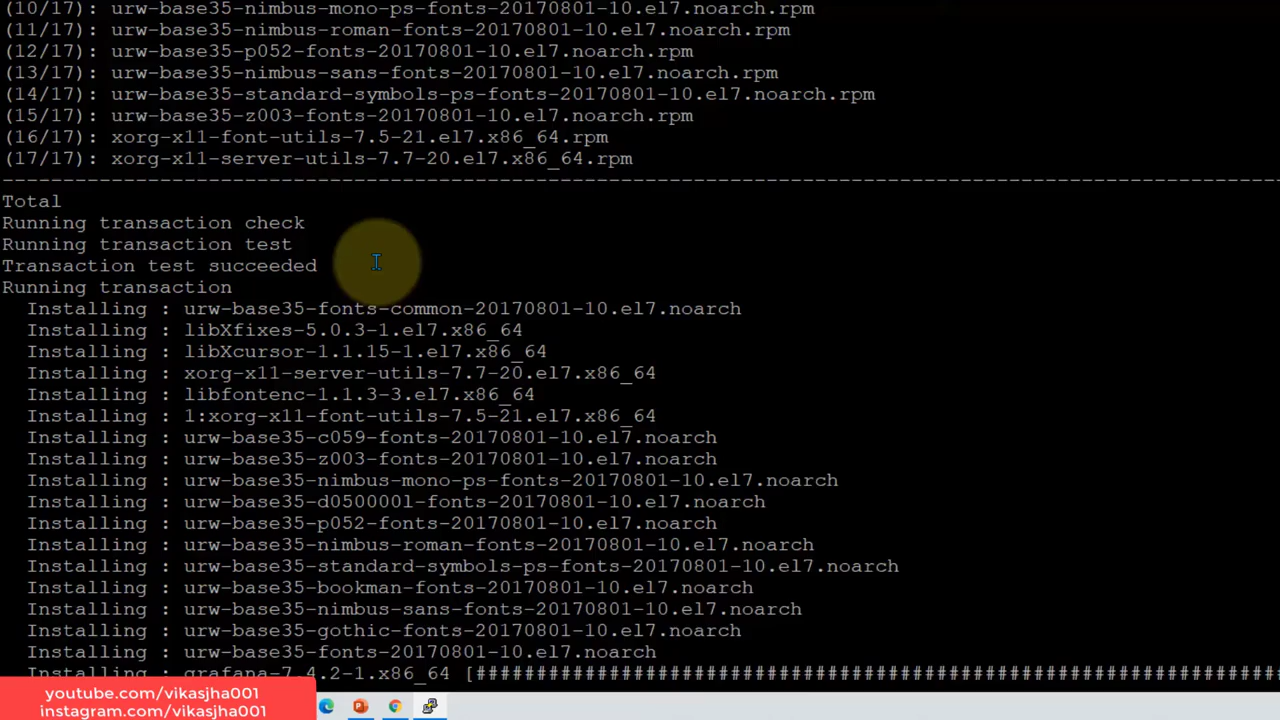 (10/17): urw-base35-nimbus-mono-ps-fonts-20170801-10.el7.noarch.rpm
(11/17): urw-base35-nimbus-roman-fonts-20170801-10.el7.noarch.rpm
(12/17): urw-base35-p052-fonts-20170801-10.el7.noarch.rpm
(13/17): urw-base35-nimbus-sans-fonts-20170801-10.el7.noarch.rpm
(14/17): urw-base35-standard-symbols-ps-fonts-20170801-10.el7.noarch.rpm
(15/17): urw-base35-z003-fonts-20170801-10.el7.noarch.rpm
(16/17): xorg-x11-font-utils-7.5-21.el7.x86_64.rpm
(17/17): xorg-x11-server-utils-7.7-20.el7.x86_64.rpm
--------------------------------------------------------------------------------------------------------
Total
Running transaction check
Running transaction test
Transaction test succeeded
Running transaction
Installing : urw-base35-fonts-common-20170801-10.el7.noarch
Installing : libXfixes-5.0.3-1.el7.x86_64
Installing : libXcursor-1.1.15-1.el7.x86_64
Installing : xorg-x11-server-utils-7.7-20.el7.x86_64
Installing : libfontenc-1.1.3-3.el7.x86_64
Installing : 1:xorg-x11-font-utils-7.5-21.el7.x86_64
Installing : urw-base35-c059-fonts-20170801-10.el7.noarch
Installing : urw-base35-z003-fonts-20170801-10.el7.noarch
Installing : urw-base35-nimbus-mono-ps-fonts-20170801-10.el7.noarch
Installing : urw-base35-d050000l-fonts-20170801-10.el7.noarch
Installing : urw-base35-p052-fonts-20170801-10.el7.noarch
Installing : urw-base35-nimbus-roman-fonts-20170801-10.el7.noarch
Installing : urw-base35-standard-symbols-ps-fonts-20170801-10.el7.noarch
Installing : urw-base35-bookman-fonts-20170801-10.el7.noarch
Installing : urw-base35-nimbus-sans-fonts-20170801-10.el7.noarch
Installing : urw-base35-gothic-fonts-20170801-10.el7.noarch
Installing : urw-base35-fonts-20170801-10.el7.noarch
Installing : grafana-7.4.2-1.x86_64 [##################################################################
youtube.com/vikasjha001
instagram.com/vikasjha001